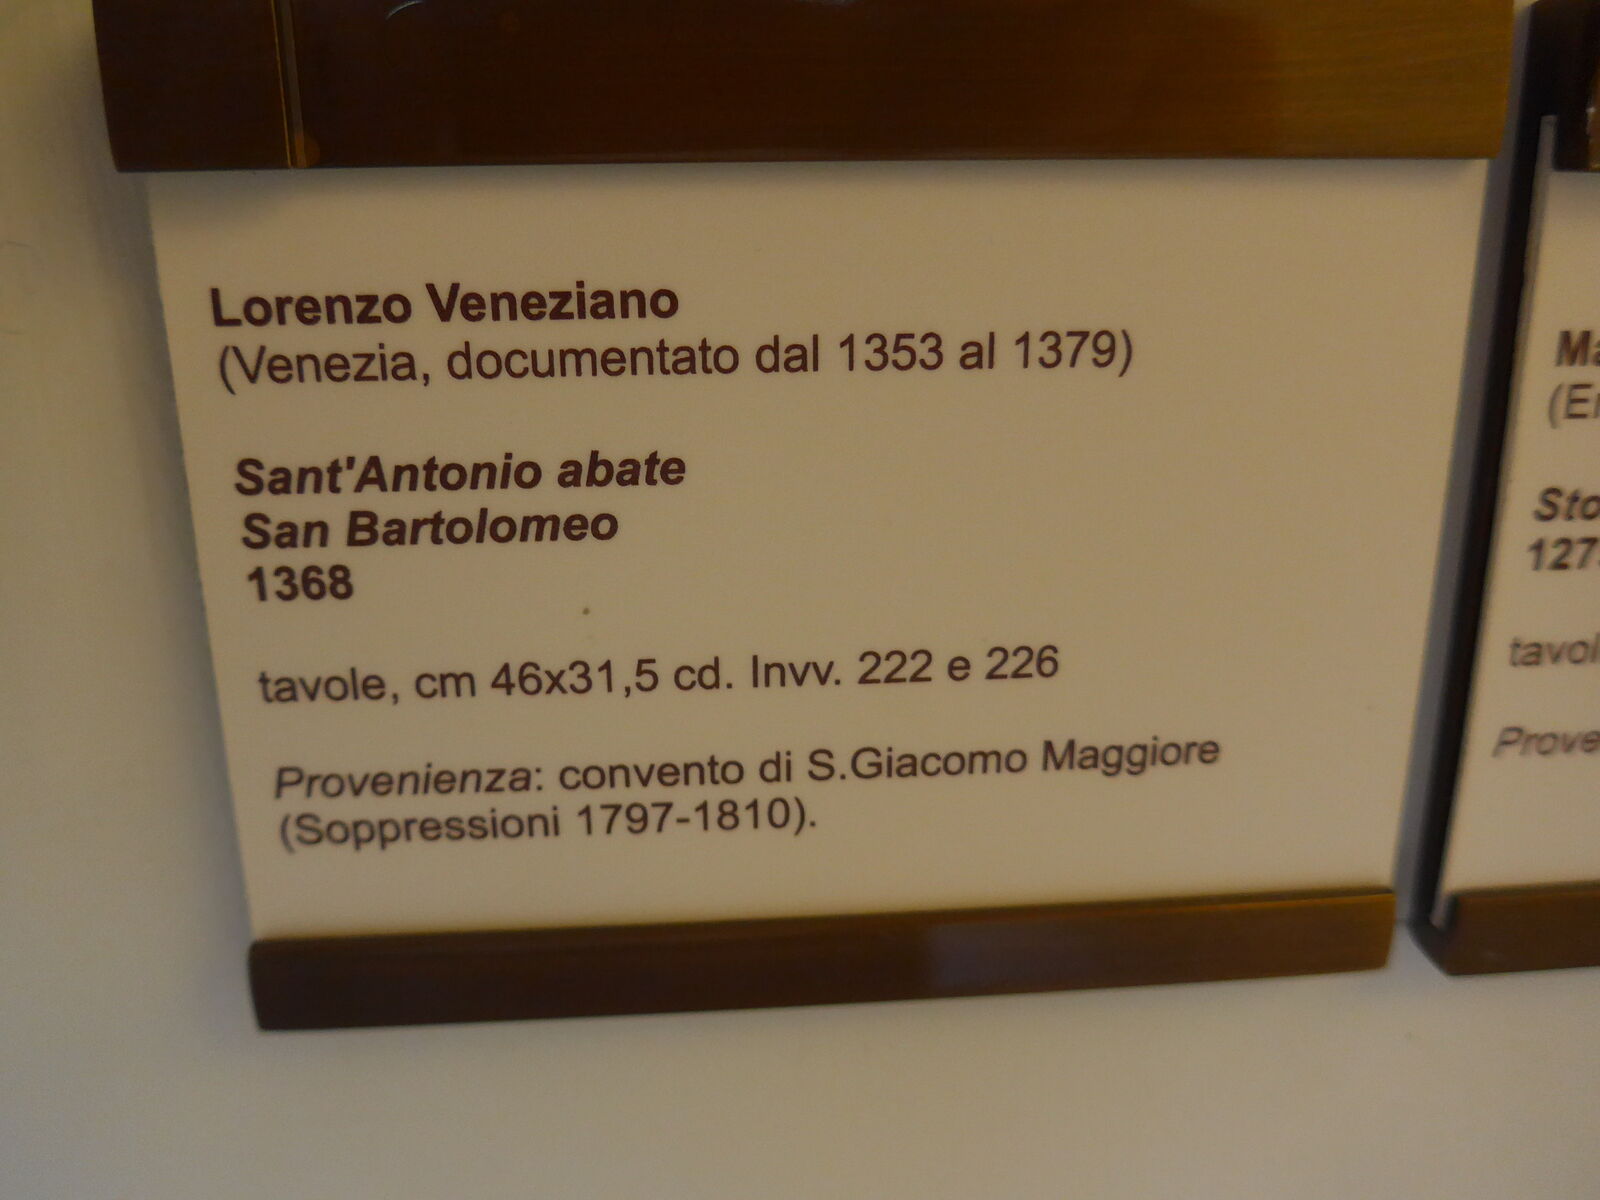 Lorenzo Veneziano
(Venezia, documentato dal 1353 al 1379)
Sant'Antonio abate
San Bartolomeo
1368
tavole, cm 46x31,5 cd. Invv. 222 e 226
Provenienza: convento di S.Giacomo Maggiore
(Soppressioni 1797-1810).